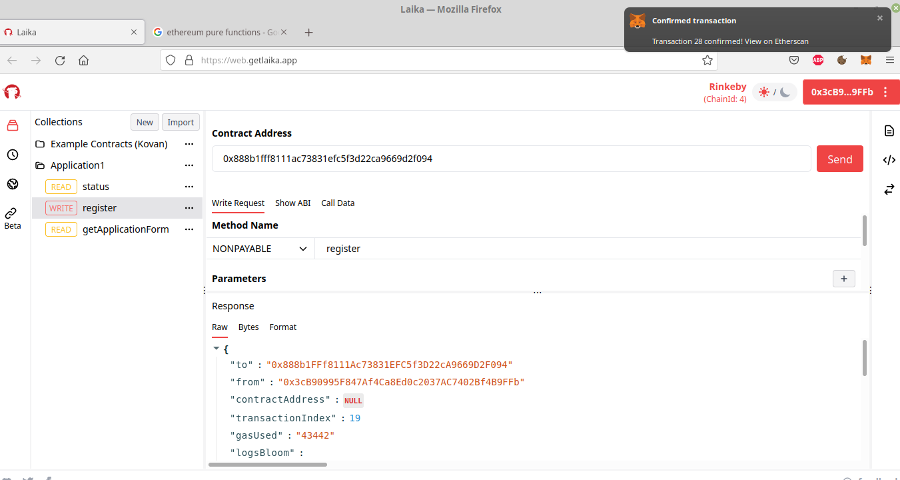 Laika — Mozilla Firefox
Confirmed transaction
Transaction 28 confirmed! View on Etherscan
Laika
ethereum pure functions - Go
https://web.getlaika.app
ABP
Rinkeby
(ChainId: 4)
/
0x3cB9...9FFb
Collections
New
Import
Example Contracts (Kovan)
Application1
READ status
WRITE register
READ getApplicationForm
Beta
Contract Address
0x888b1fff8111ac73831efc5f3d22ca9669d2f094
Send
Write Request
Show ABI
Call Data
Method Name
NONPAYABLE
register
Parameters
+
Response
Raw
Bytes
Format
{
"to" : "0x888b1FFf8111Ac73831EFC5f3D22cA9669D2F094"
"from" : "0x3cB90995F847Af4Ca8Ed0c2037AC7402Bf4B9FFb"
"contractAddress" : NULL
"transactionIndex" : 19
"gasUsed" : "43442"
"logsBloom" :